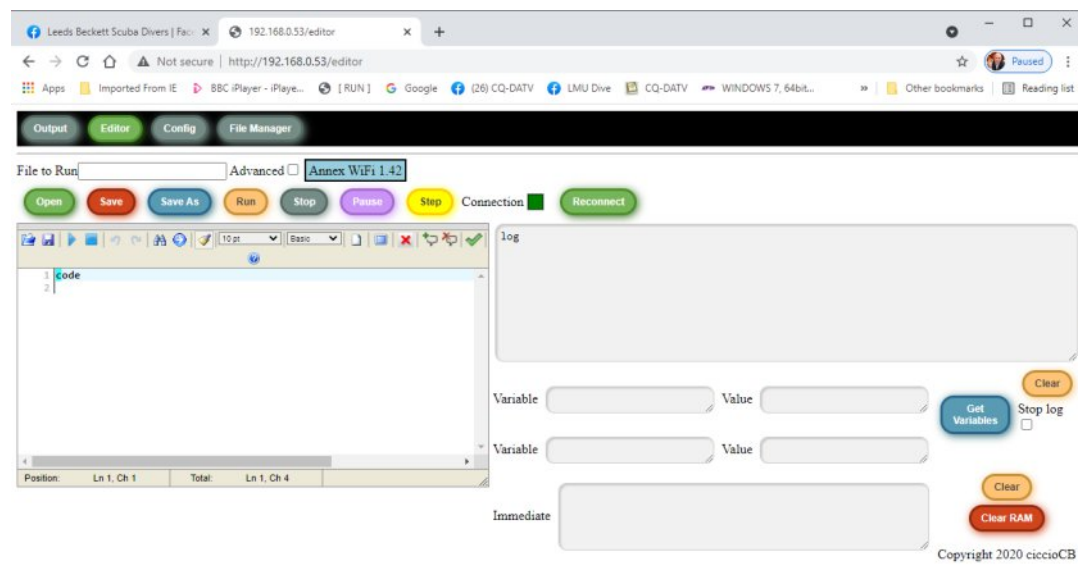 Leeds Beckett Scuba Divers | Fac
192.168.0.53/editor
Not secure | http://192.168.0.53/editor
Paused
Apps Imported From IE BBC iPlayer - iPlaye... [ RUN ] Google (26) CQ-DATV LMU Dive CQ-DATV WINDOWS 7, 64bit... » Other bookmarks Reading list
Output Editor Config File Manager
File to Run Advanced Annex WiFi 1.42
Open Save Save As Run Stop Pause Step Connection Reconnect
10 pt Basic
log
1 code
2
Variable Value Clear
Get Variables Stop log
Variable Value
Position: Ln 1, Ch 1 Total: Ln 1, Ch 4
Clear
Immediate Clear RAM
Copyright 2020 ciccioCB